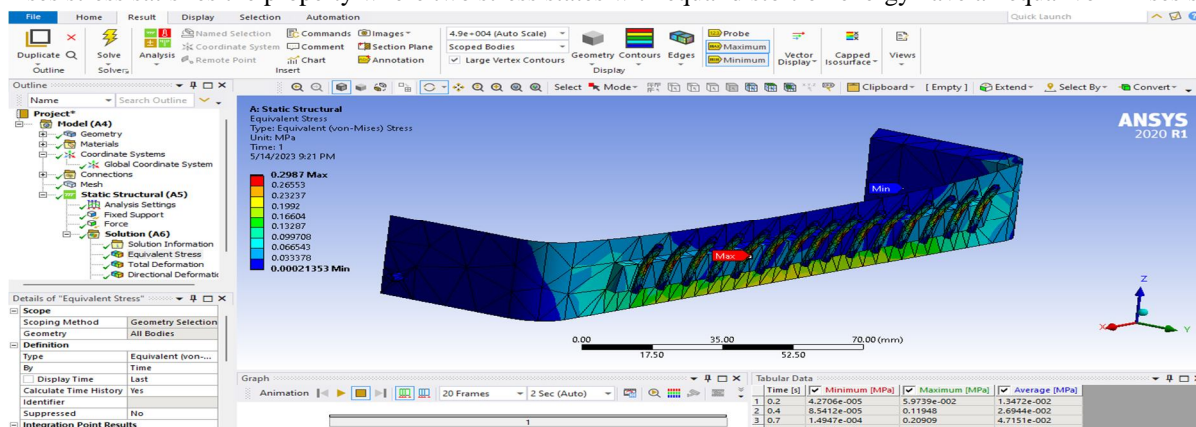 File Home Result Display Selection Automation Quick Launch
Duplicate Q Solve Analysis Named Selection Coordinate System Remote Point Commands Comment Chart Images Section Plane Annotation 4.9e+004 (Auto Scale) Scoped Bodies Large Vertex Contours Geometry Contours Edges Probe Maximum Minimum Vector Display Capped Isosurface Views
Outline Solver Insert Display
Outline
Name Search Outline
Select Mode Clipboard [ Empty ] Extend Select By Convert
Project*
Model (A4)
Geometry
Materials
Coordinate Systems
Global Coordinate System
Connections
Mesh
Static Structural (A5)
Analysis Settings
Fixed Support
Force
Solution (A6)
Solution Information
Equivalent Stress
Total Deformation
Directional Deformati
A: Static Structural
Equivalent Stress
Type: Equivalent (von-Mises) Stress
Unit: MPa
Time: 1
5/14/2023 9:21 PM
0.2987 Max
0.26553
0.23237
0.1992
0.16604
0.13287
0.099708
0.066543
0.033378
0.00021353 Min
ANSYS
2020 R1
Min
Max
Z
X
Y
0.00 35.00 70.00 (mm)
17.50 52.50
Details of "Equivalent Stress"
Scope
Scoping Method Geometry Selection
Geometry All Bodies
Definition
Type Equivalent (von-...
By Time
Display Time Last
Calculate Time History Yes
Identifier
Suppressed No
Integration Point Results
Graph
Animation 20 Frames 2 Sec (Auto)
1
Tabular Data
Time [s] Minimum [MPa] Maximum [MPa] Average [MPa]
1 0.2 4.2706e-005 5.9739e-002 1.3472e-002
2 0.4 8.5412e-005 0.11948 2.6944e-002
3 0.7 1.4947e-004 0.20909 4.7151e-002